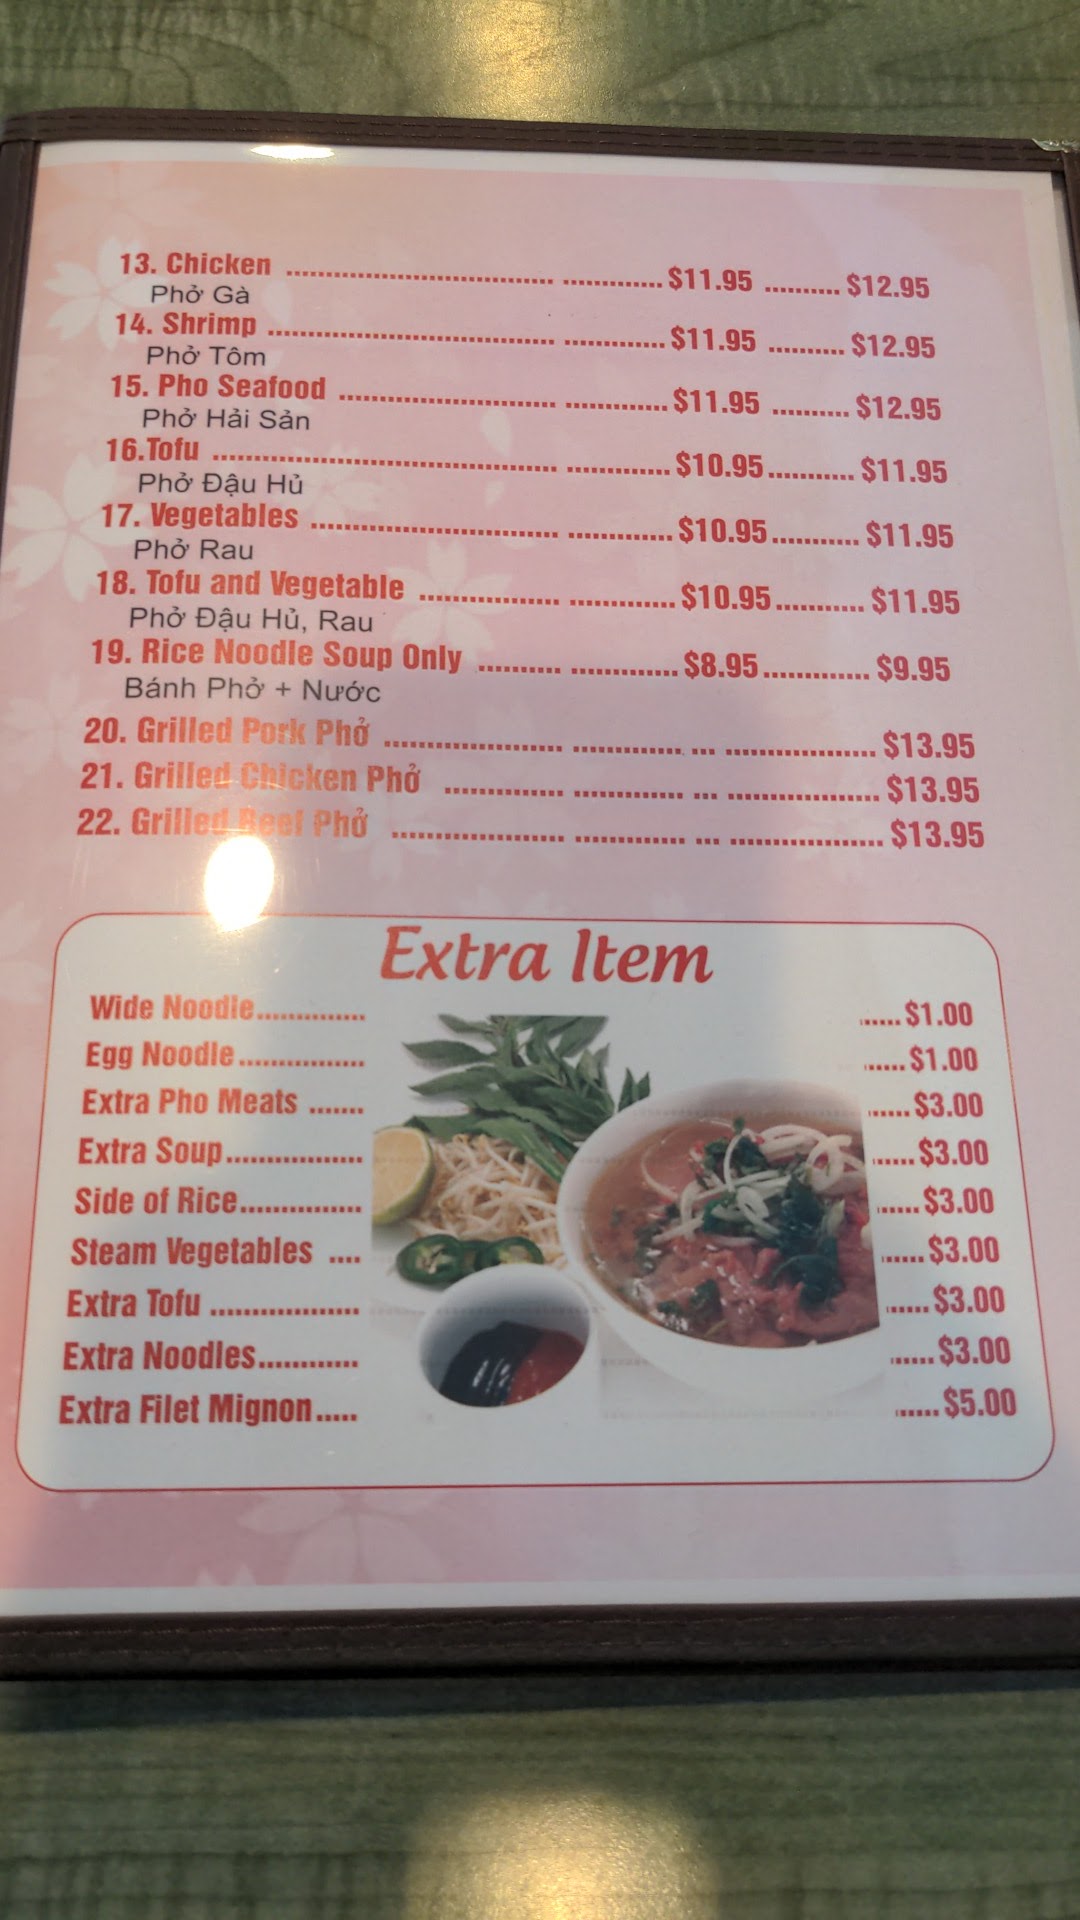 13. Chicken ........................................ $11.95 .......... $12.95
Phở Gà
14. Shrimp ........................................ $11.95 .......... $12.95
Phở Tôm
15. Pho Seafood ........................................ $11.95 .......... $12.95
Phở Hải Sản
16.Tofu ........................................ $10.95........... $11.95
Phở Đậu Hủ
17. Vegetables ........................................ $10.95........... $11.95
Phở Rau
18. Tofu and Vegetable ................................ $10.95........... $11.95
Phở Đậu Hủ, Rau
19. Rice Noodle Soup Only ........................ $8.95............. $9.95
Bánh Phở + Nước
20. Grilled Pork Phở ........................................ $13.95
21. Grilled Chicken Phở ........................................ $13.95
22. Grilled Beef Phở ........................................ $13.95
Extra Item
Wide Noodle.............. ...... $1.00
Egg Noodle ................ ...... $1.00
Extra Pho Meats ....... ...... $3.00
Extra Soup ................. ...... $3.00
Side of Rice............... ...... $3.00
Steam Vegetables .... ...... $3.00
Extra Tofu .................. ...... $3.00
Extra Noodles............ ...... $3.00
Extra Filet Mignon ..... ...... $5.00